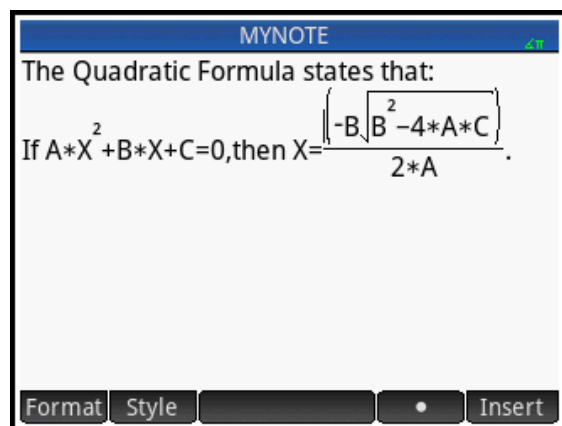 MYNOTE
∡π
The Quadratic Formula states that:
If A*X²+B*X+C=0,then X=((-B√(B²-4*A*C))/(2*A)).
Format Style • Insert